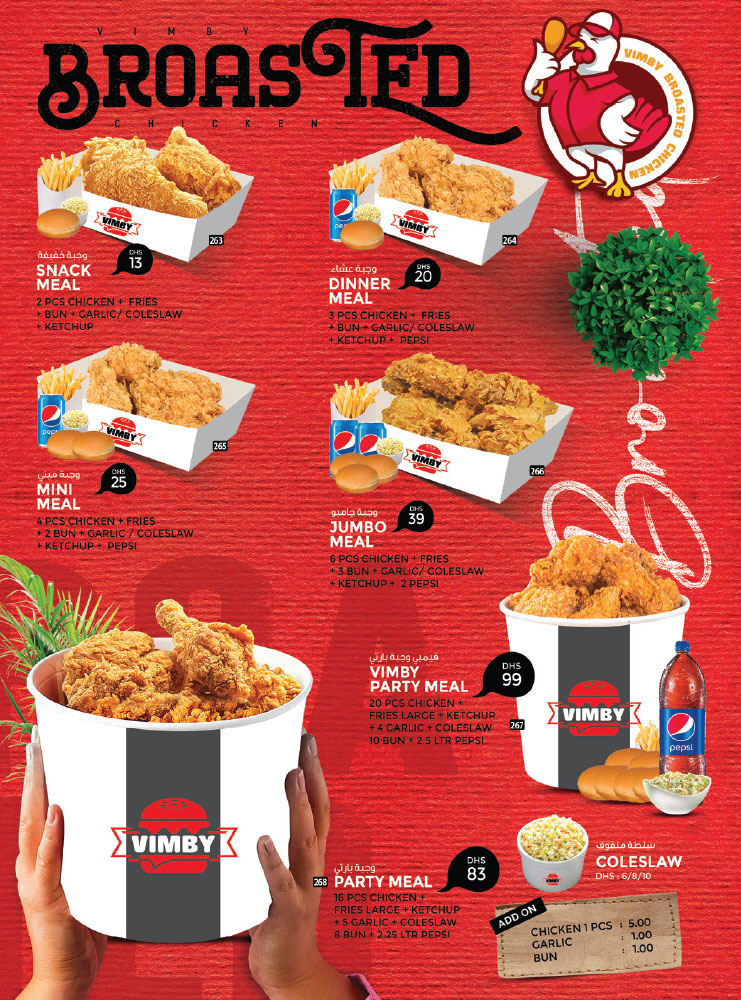 VIMBY
BROASTED
CHICKEN
VIMBY BROASTED CHICKEN
VIMBY
263
وجبة خفيفة
SNACK
MEAL
DHS
13
2 PCS CHICKEN + FRIES
+ BUN + GARLIC/ COLESLAW
+ KETCHUP
pepsi
VIMBY
264
وجبة عشاء
DINNER
MEAL
DHS
20
3 PCS CHICKEN + FRIES
+ BUN + GARLIC/ COLESLAW
+ KETCHUP + PEPSI
pepsi
VIMBY
265
وجبة ميني
MINI
MEAL
DHS
25
4 PCS CHICKEN + FRIES
+ 2 BUN + GARLIC / COLESLAW
+ KETCHUP + PEPSI
VIMBY
266
وجبة جامبو
JUMBO
MEAL
DHS
39
6 PCS CHICKEN + FRIES
+ 3 BUN + GARLIC/ COLESLAW
+ KETCHUP + 2 PEPSI
فيمبي وجبة بارتي
VIMBY
PARTY MEAL
DHS
99
20 PCS CHICKEN +
FRIES LARGE + KETCHUP
+ 4 GARLIC + COLESLAW
10 BUN + 2.5 LTR PEPSI
267
VIMBY
pepsi
VIMBY
وجبة بارتي
268 PARTY MEAL
DHS
83
16 PCS CHICKEN +
FRIES LARGE + KETCHUP
+ 5 GARLIC + COLESLAW
8 BUN + 2.25 LTR PEPSI
VIMBY
سلطة ملفوف
COLESLAW
DHS : 6/8/10
ADD ON
CHICKEN 1 PCS : 5.00
GARLIC : 1.00
BUN : 1.00